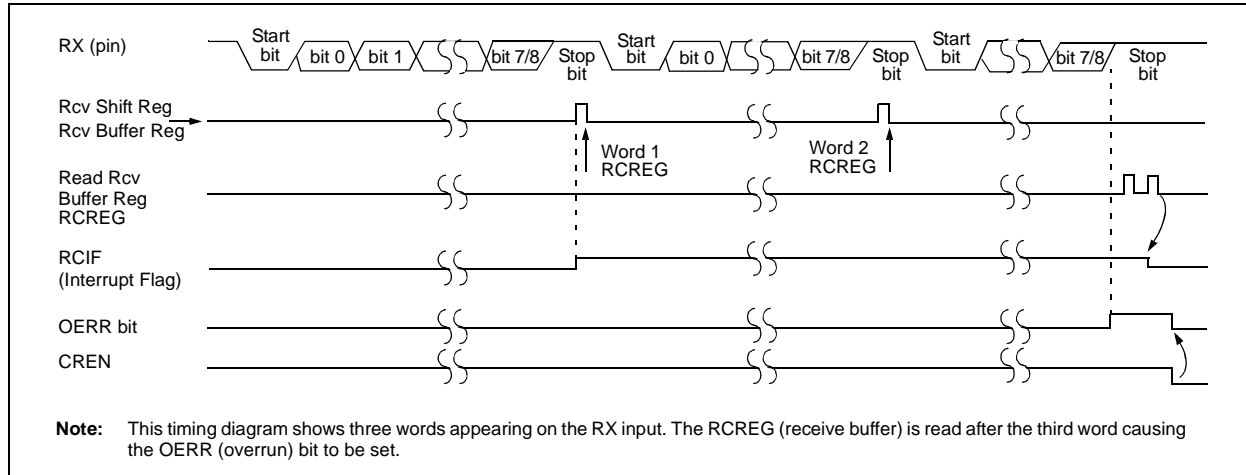 RX (pin)
Start bit
bit 0
bit 1
bit 7/8
Stop bit
Start bit
bit 0
bit 7/8
Stop bit
Start bit
bit 7/8
Stop bit
Rcv Shift Reg
Rcv Buffer Reg
Word 1
RCREG
Word 2
RCREG
Read Rcv
Buffer Reg
RCREG
RCIF
(Interrupt Flag)
OERR bit
CREN
Note: This timing diagram shows three words appearing on the RX input. The RCREG (receive buffer) is read after the third word causing
the OERR (overrun) bit to be set.